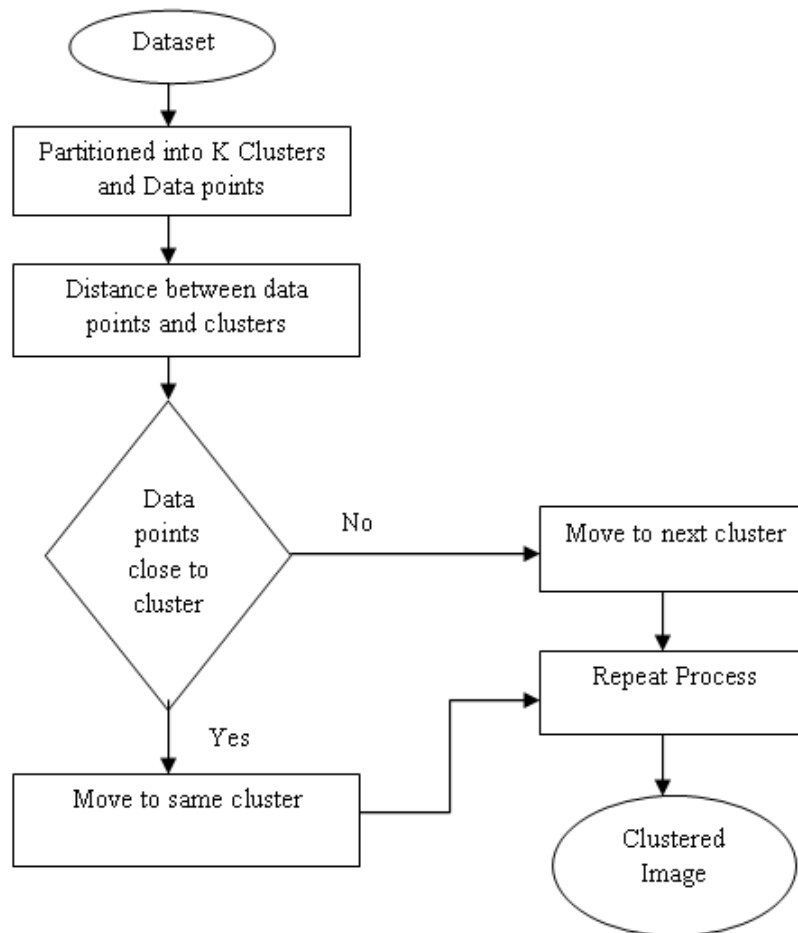 Dataset
Partitioned into K Clusters
and Data points
Distance between data
points and clusters
Data
points
close to
cluster
No
Move to next cluster
Repeat Process
Yes
Move to same cluster
Clustered
Image